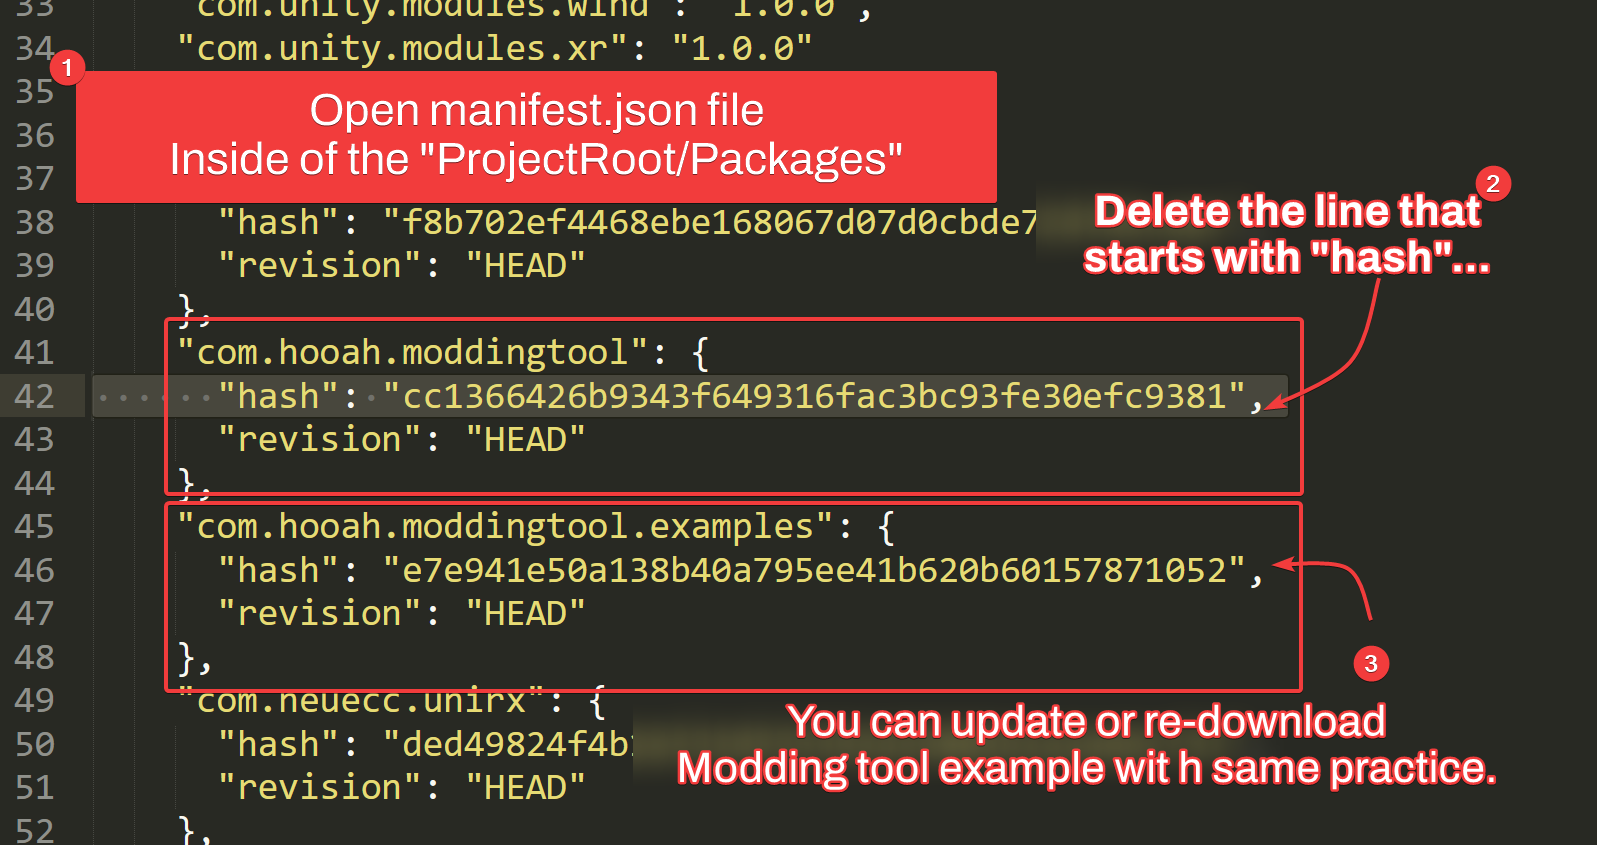 33 "com.unity.modules.wind": "1.0.0",
34 "com.unity.modules.xr": "1.0.0"
1
35
Open manifest.json file
36
Inside of the "ProjectRoot/Packages"
37
2
38 "hash": "f8b702ef4468ebe168067d07d0cbde7
Delete the line that
starts with "hash"...
39 "revision": "HEAD"
40 },
41 "com.hooah.moddingtool": {
42 "hash": "cc1366426b9343f649316fac3bc93fe30efc9381",
43 "revision": "HEAD"
44 },
45 "com.hooah.moddingtool.examples": {
46 "hash": "e7e941e50a138b40a795ee41b620b60157871052",
47 "revision": "HEAD"
48 },
3
49 "com.neuecc.unirx": {
You can update or re-download
Modding tool example wit h same practice.
50 "hash": "ded49824f4b
51 "revision": "HEAD"
52 },